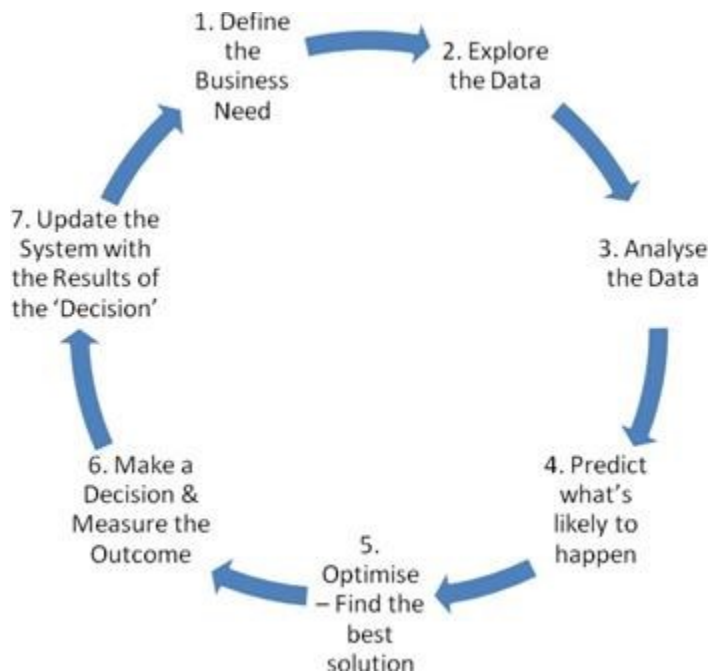 1. Define
the
Business
Need
2. Explore
the Data
3. Analyse
the Data
4. Predict
what's
likely to
happen
5.
Optimise
– Find the
best
solution
6. Make a
Decision &
Measure the
Outcome
7. Update the
System with
the Results of
the ‘Decision’